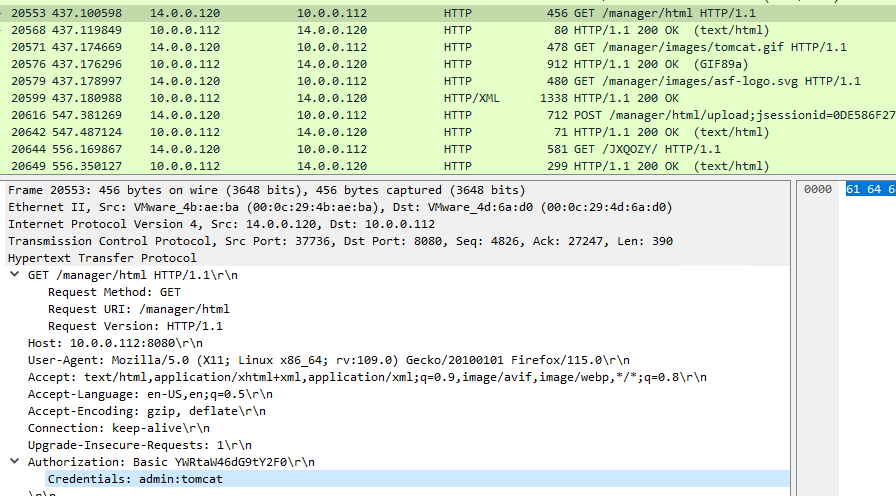 20553 437.100598 14.0.0.120 10.0.0.112 HTTP 456 GET /manager/html HTTP/1.1
20568 437.119849 10.0.0.112 14.0.0.120 HTTP 80 HTTP/1.1 200 OK (text/html)
20571 437.174669 14.0.0.120 10.0.0.112 HTTP 478 GET /manager/images/tomcat.gif HTTP/1.1
20576 437.176296 10.0.0.112 14.0.0.120 HTTP 912 HTTP/1.1 200 OK (GIF89a)
20579 437.178997 14.0.0.120 10.0.0.112 HTTP 480 GET /manager/images/asf-logo.svg HTTP/1.1
20599 437.180988 10.0.0.112 14.0.0.120 HTTP/XML 1338 HTTP/1.1 200 OK
20616 547.381269 14.0.0.120 10.0.0.112 HTTP 712 POST /manager/html/upload;jsessionid=0DE586F27
20642 547.487124 10.0.0.112 14.0.0.120 HTTP 71 HTTP/1.1 200 OK (text/html)
20644 556.169867 14.0.0.120 10.0.0.112 HTTP 581 GET /JXQOZY/ HTTP/1.1
20649 556.350127 10.0.0.112 14.0.0.120 HTTP 299 HTTP/1.1 200 OK (text/html)
Frame 20553: 456 bytes on wire (3648 bits), 456 bytes captured (3648 bits)
0000 61 64 6
Ethernet II, Src: VMware_4b:ae:ba (00:0c:29:4b:ae:ba), Dst: VMware_4d:6a:d0 (00:0c:29:4d:6a:d0)
Internet Protocol Version 4, Src: 14.0.0.120, Dst: 10.0.0.112
Transmission Control Protocol, Src Port: 37736, Dst Port: 8080, Seq: 4826, Ack: 27247, Len: 390
Hypertext Transfer Protocol
GET /manager/html HTTP/1.1\r\n
Request Method: GET
Request URI: /manager/html
Request Version: HTTP/1.1
Host: 10.0.0.112:8080\r\n
User-Agent: Mozilla/5.0 (X11; Linux x86_64; rv:109.0) Gecko/20100101 Firefox/115.0\r\n
Accept: text/html,application/xhtml+xml,application/xml;q=0.9,image/avif,image/webp,*/*;q=0.8\r\n
Accept-Language: en-US,en;q=0.5\r\n
Accept-Encoding: gzip, deflate\r\n
Connection: keep-alive\r\n
Upgrade-Insecure-Requests: 1\r\n
Authorization: Basic YWRtaW46dG9tY2F0\r\n
Credentials: admin:tomcat
\r\n